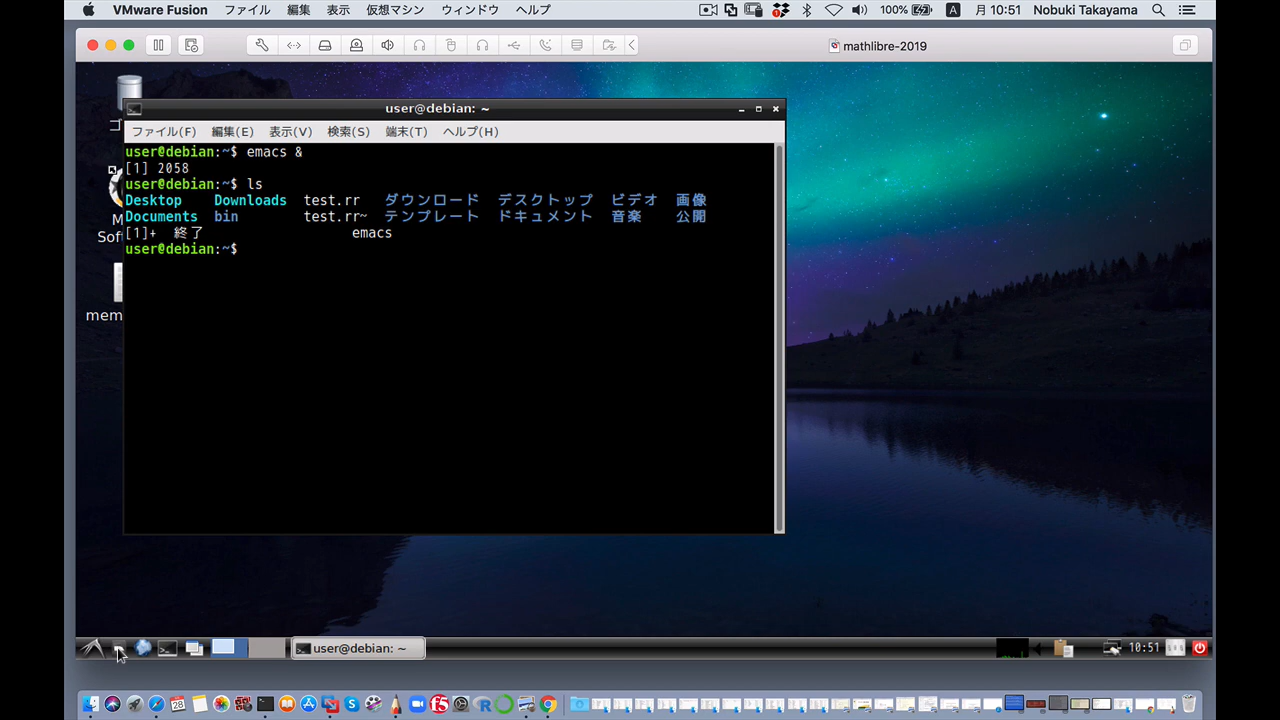 VMware Fusion ファイル 編集 表示 仮想マシン ウィンドウ ヘルプ 100% A 月 10:51 Nobuki Takayama
mathlibre-2019
user@debian: ~
ファイル(F) 編集(E) 表示(V) 検索(S) 端末(T) ヘルプ(H)
user@debian:~$ emacs &
[1] 2058
user@debian:~$ ls
Desktop Downloads test.rr ダウンロード デスクトップ ビデオ 画像
Documents bin test.rr~ テンプレート ドキュメント 音楽 公開
[1]+ 終了 emacs
user@debian:~$
ゴ
M
Soft
mem
user@debian: ~
10:51
28
f5